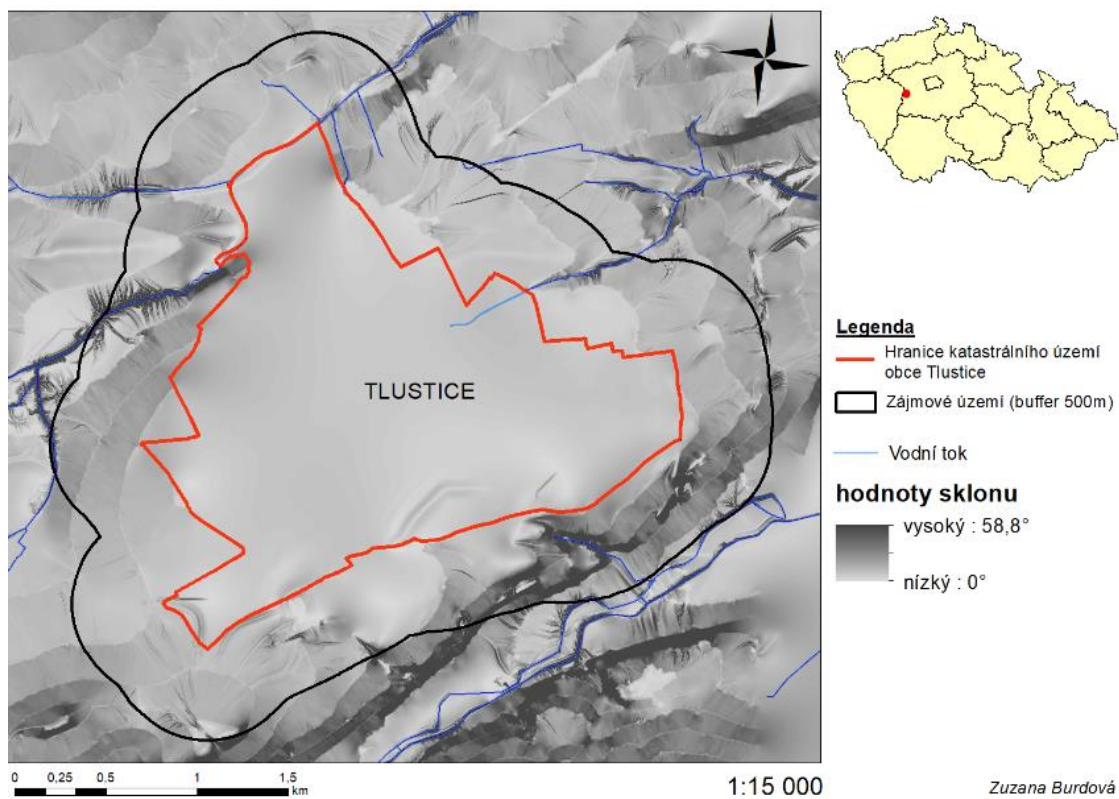 TLUSTICE
Legenda
Hranice katastrálního území
obce Tlustice
Zájmové území (buffer 500m)
Vodní tok
hodnoty sklonu
vysoký : 58,8°
nízký : 0°
0 0,25 0,5 1 1,5
km
1:15 000
Zuzana Burdová